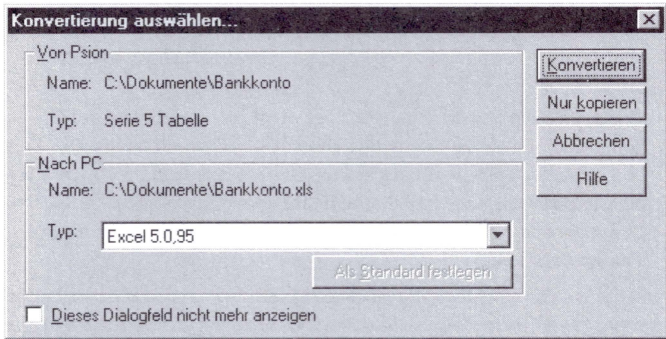 Konvertierung auswählen...
Von Psion
Name: C:\Dokumente\Bankkonto
Typ: Serie 5 Tabelle
Nach PC
Name: C:\Dokumente\Bankkonto.xls
Typ: Excel 5.0,95
Als Standard festlegen
Dieses Dialogfeld nicht mehr anzeigen
Konvertieren
Nur kopieren
Abbrechen
Hilfe